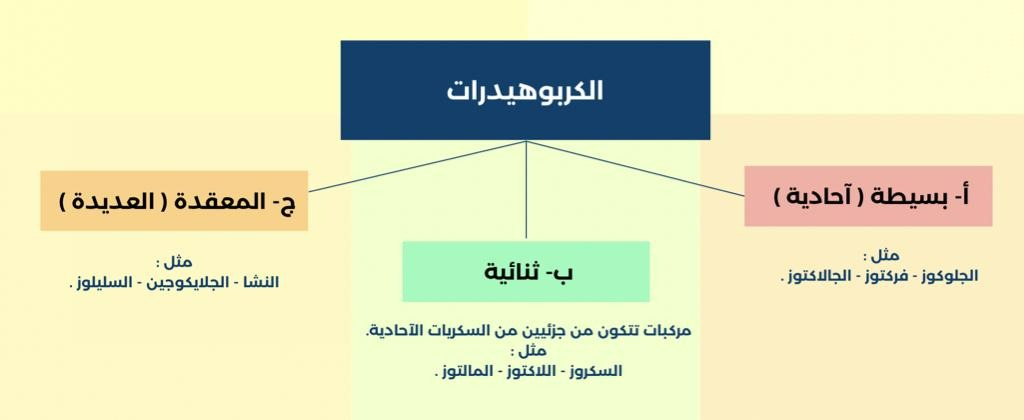 الكربوهيدرات
أ- بسيطة ( آحادية )
مثل :
الجلوكوز - فركتوز - الجالاكتوز .
ب- ثنائية
مركبات تتكون من جزئيين من السكربات الآحادية.
مثل :
السكروز - اللاكتوز - المالتوز .
ج- المعقدة ( العديدة )
مثل :
النشا - الجلايكوجين - السليلوز .